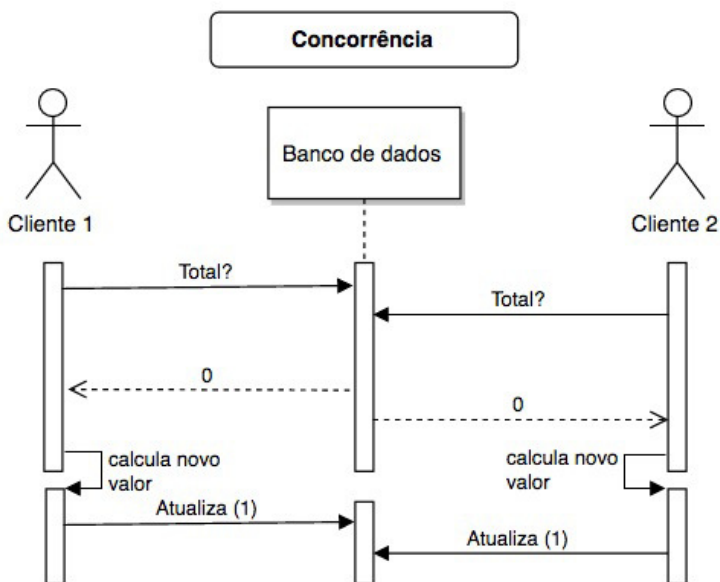 Concorrência
Banco de dados
Cliente 1
Cliente 2
Total?
Total?
0
0
calcula novo
valor
calcula novo
valor
Atualiza (1)
Atualiza (1)